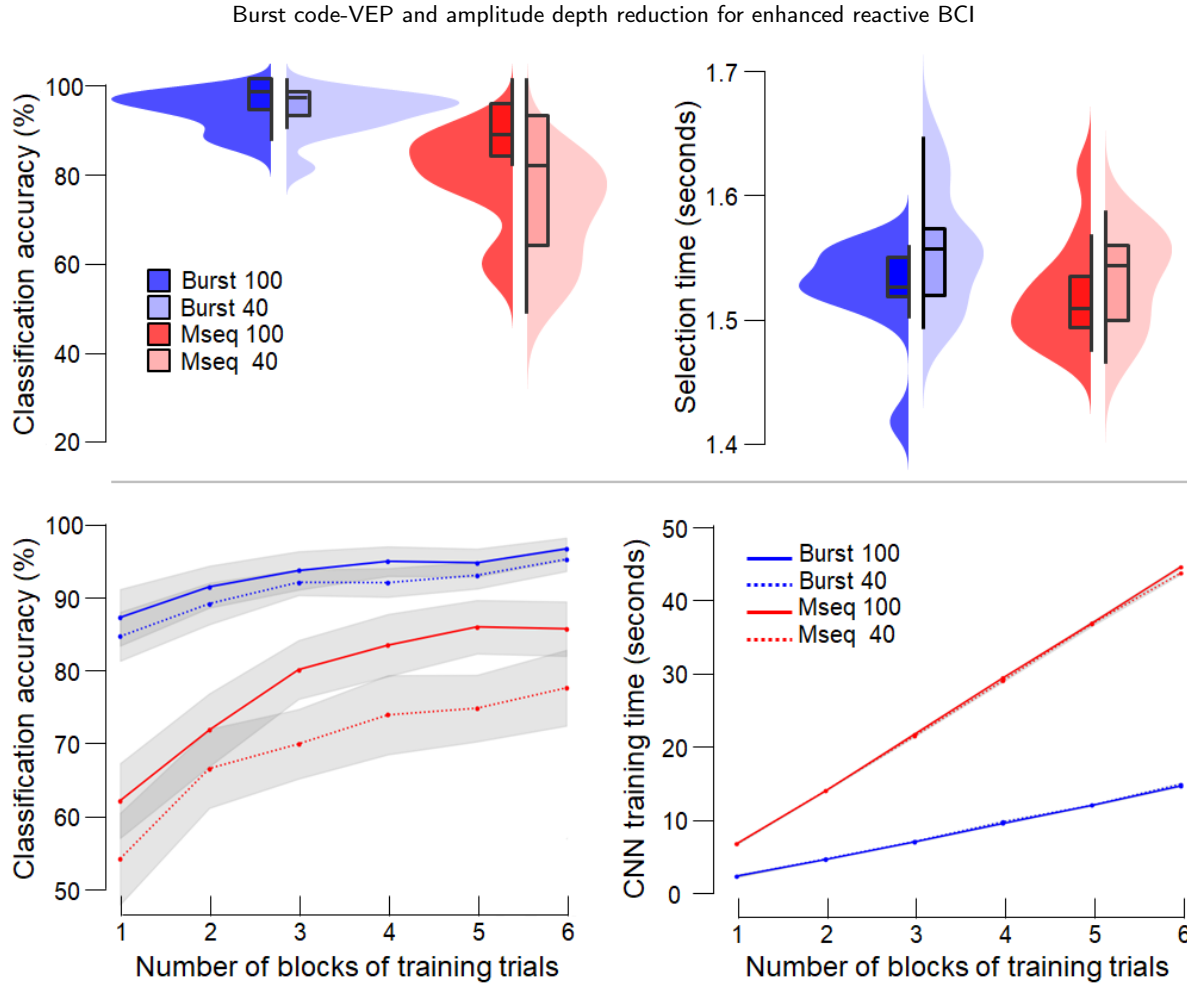 Burst code-VEP and amplitude depth reduction for enhanced reactive BCI
Classification accuracy (%)
100
80
60
40
20
Burst 100
Burst 40
Mseq 100
Mseq 40
Selection time (seconds)
1.7
1.6
1.5
1.4
Classification accuracy (%)
100
90
80
70
60
50
1 2 3 4 5 6
Number of blocks of training trials
CNN training time (seconds)
50
40
30
20
10
0
Burst 100
Burst 40
Mseq 100
Mseq 40
1 2 3 4 5 6
Number of blocks of training trials